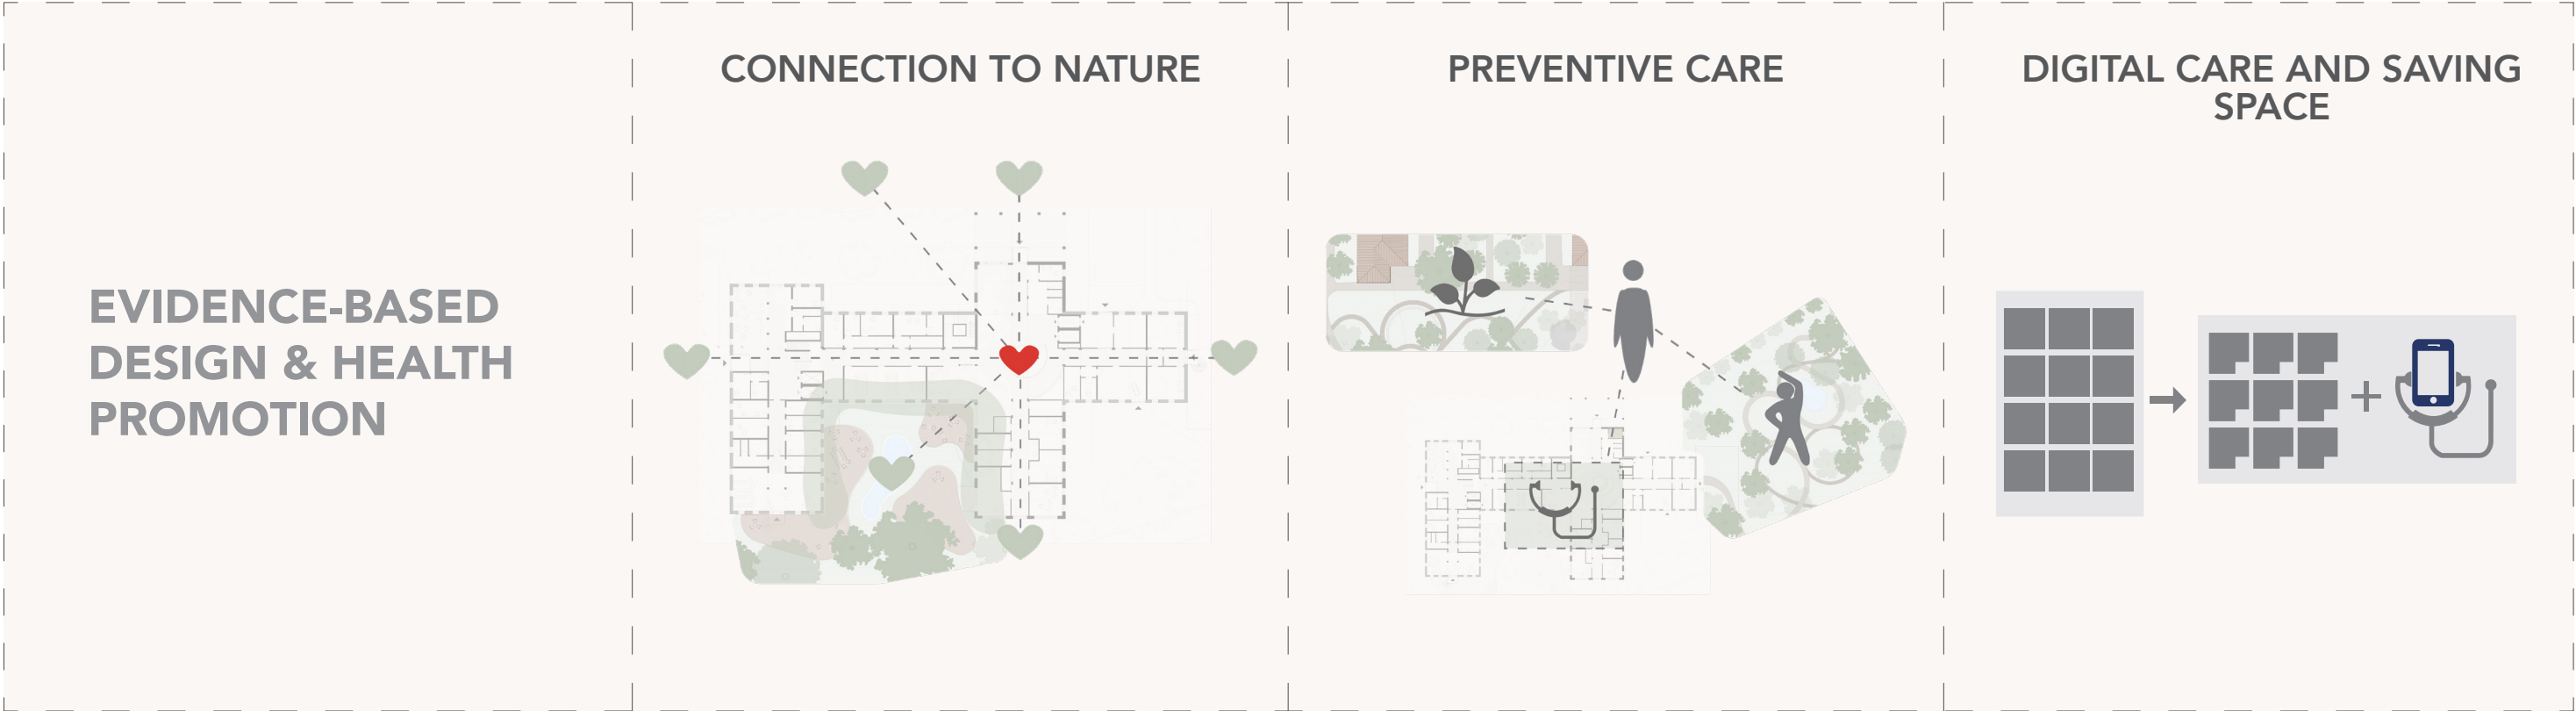 EVIDENCE-BASED
DESIGN & HEALTH
PROMOTION
CONNECTION TO NATURE
PREVENTIVE CARE
DIGITAL CARE AND SAVING
SPACE